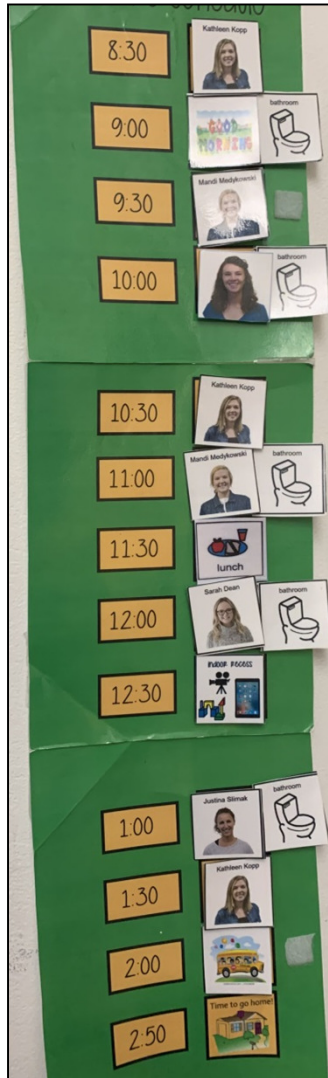 8:30
Kathleen Kopp
9:00
GOOD
MORNING
bathroom
9:30
Mandi Medykowski
10:00
bathroom
10:30
Kathleen Kopp
11:00
Mandi Medykowski
bathroom
11:30
lunch
12:00
Sarah Dean
bathroom
12:30
indoor recess
1:00
Justina Slimak
bathroom
1:30
Kathleen Kopp
2:00
2:50
Time to go home!